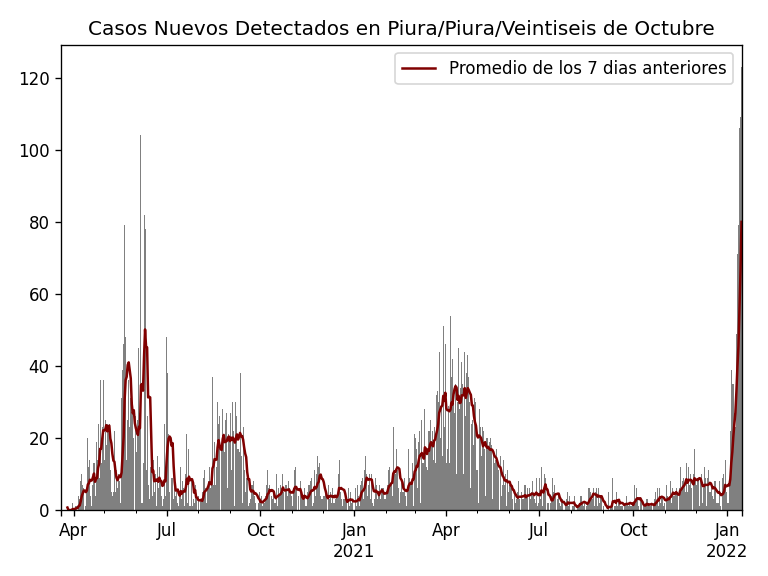 Casos Nuevos Detectados en Piura/Piura/Veintiseis de Octubre
Promedio de los 7 dias anteriores
120
100
80
60
40
20
0
Apr Jul Oct Jan Apr Jul Oct Jan
2021 2022